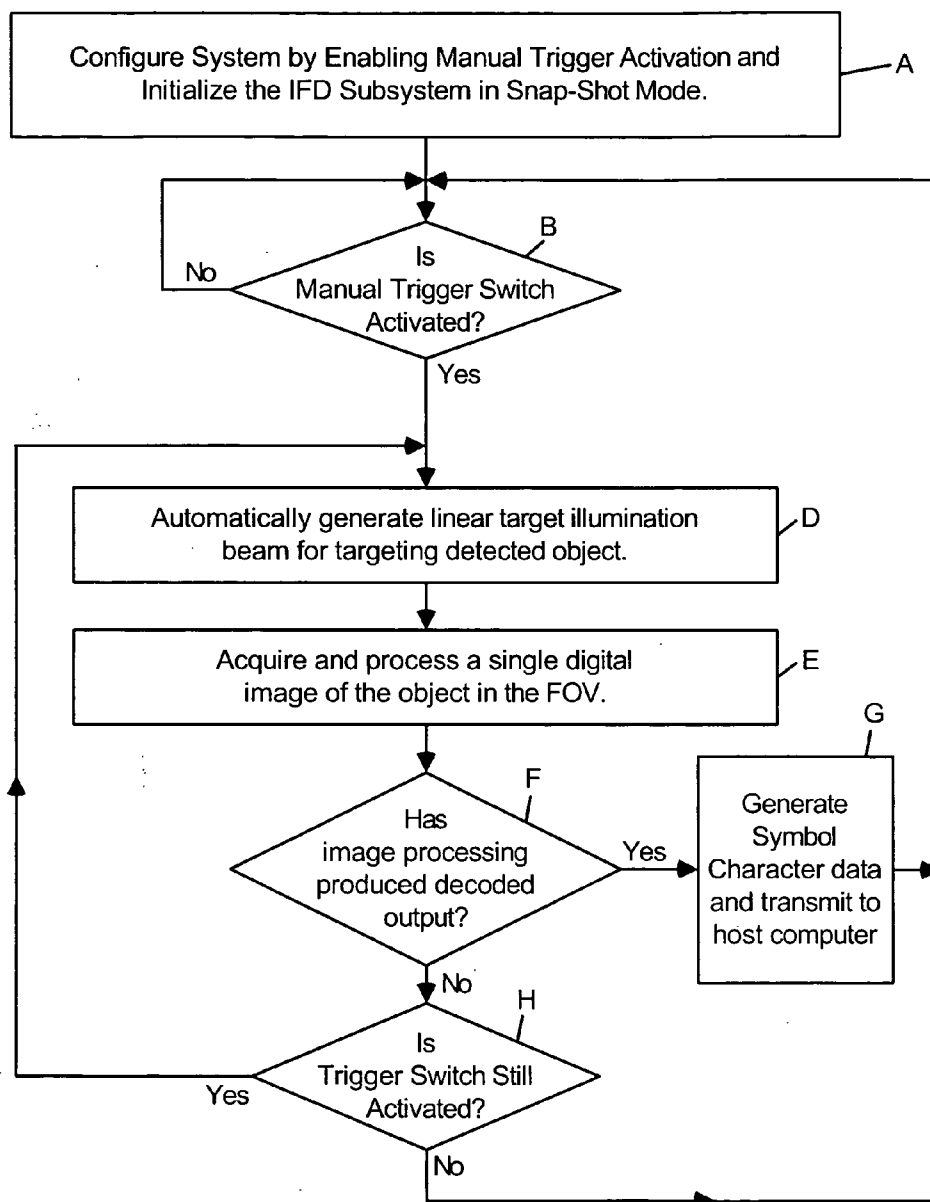 Configure System by Enabling Manual Trigger Activation and
Initialize the IFD Subsystem in Snap-Shot Mode.
A
B
Is
Manual Trigger Switch
Activated?
No
Yes
Automatically generate linear target illumination
beam for targeting detected object.
D
Acquire and process a single digital
image of the object in the FOV.
E
F
Has
image processing
produced decoded
output?
Yes
G
Generate
Symbol
Character data
and transmit to
host computer
No
H
Is
Trigger Switch Still
Activated?
Yes
No